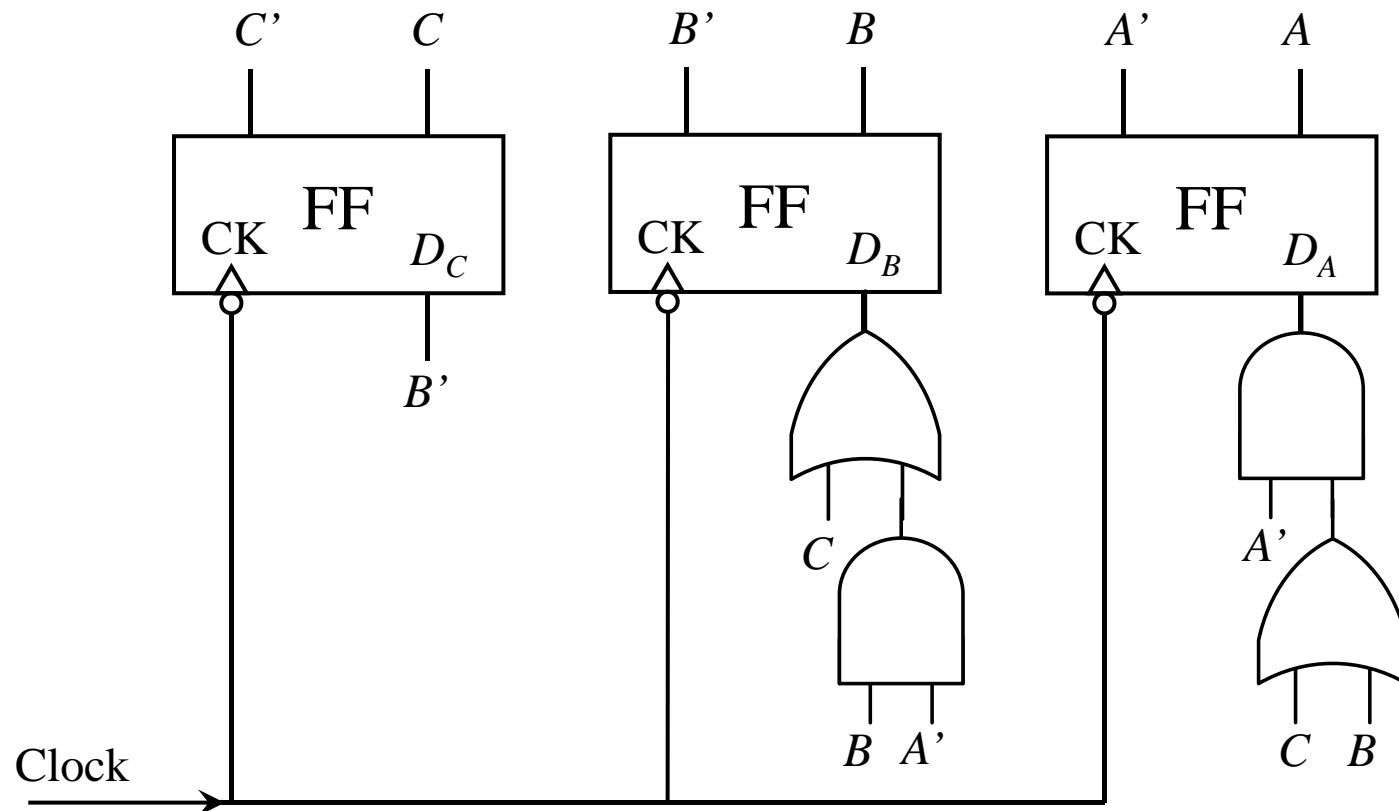 C’ C B’ B A’ A
FF FF FF
CK D_C CK D_B CK D_A
B’
C A’
B A’ C B
Clock